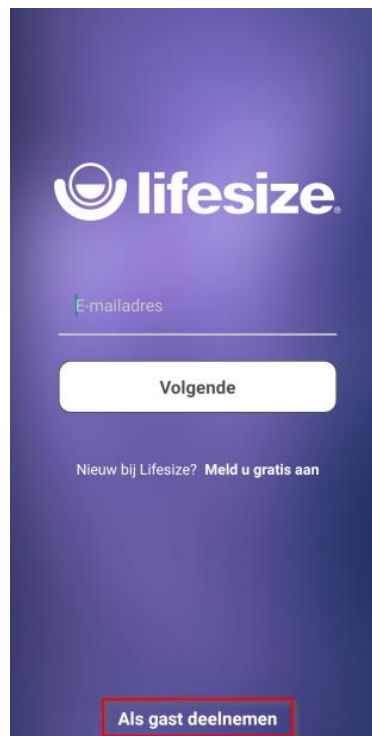 lifesize®
E-mailadres
Volgende
Nieuw bij Lifesize? Meld u gratis aan
Als gast deelnemen